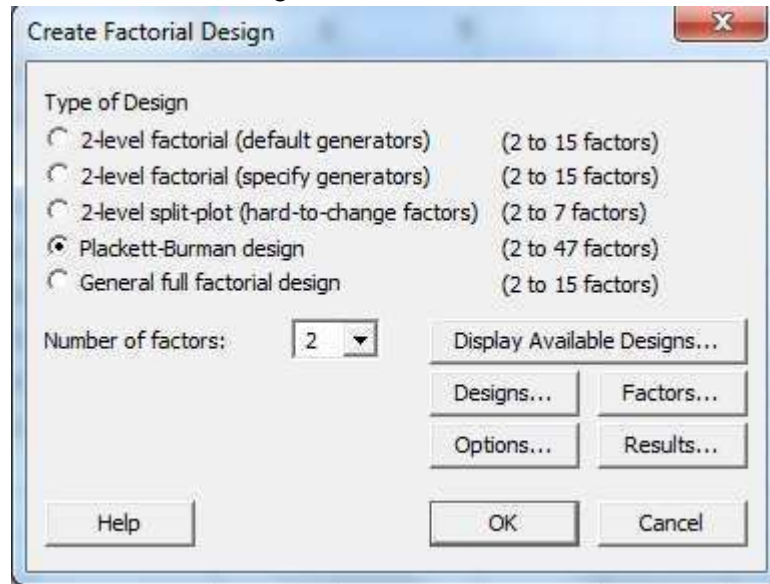 Create Factorial Design
Type of Design
2-level factorial (default generators) (2 to 15 factors)
2-level factorial (specify generators) (2 to 15 factors)
2-level split-plot (hard-to-change factors) (2 to 7 factors)
Plackett-Burman design (2 to 47 factors)
General full factorial design (2 to 15 factors)
Number of factors: 2 Display Available Designs...
Designs... Factors...
Options... Results...
Help OK Cancel